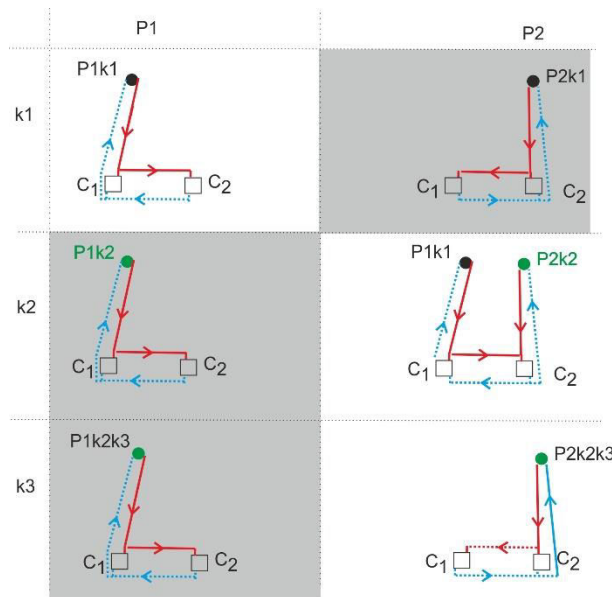 P1 P2
k1 P1k1 P2k1
C1 C2 C1 C2
k2 P1k2 P1k1 P2k2
C1 C2 C1 C2
k3 P1k2k3 P2k2k3
C1 C2 C1 C2